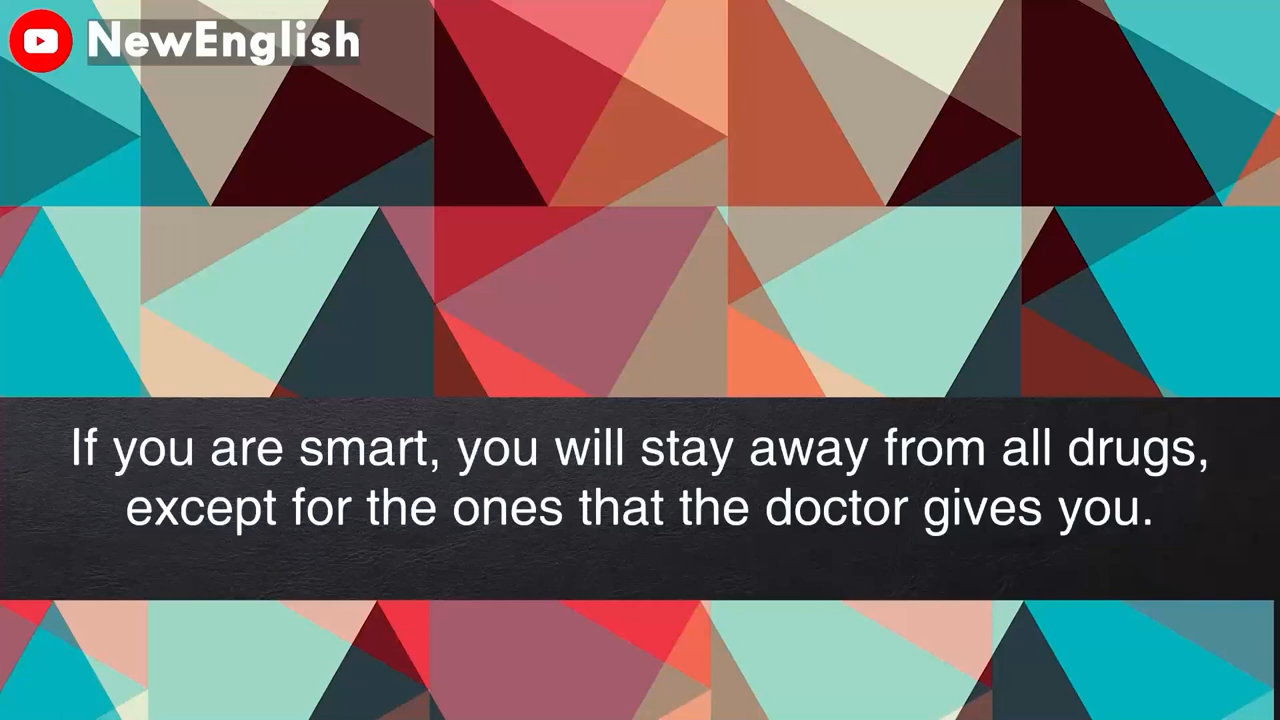 NewEnglish
If you are smart, you will stay away from all drugs,
except for the ones that the doctor gives you.